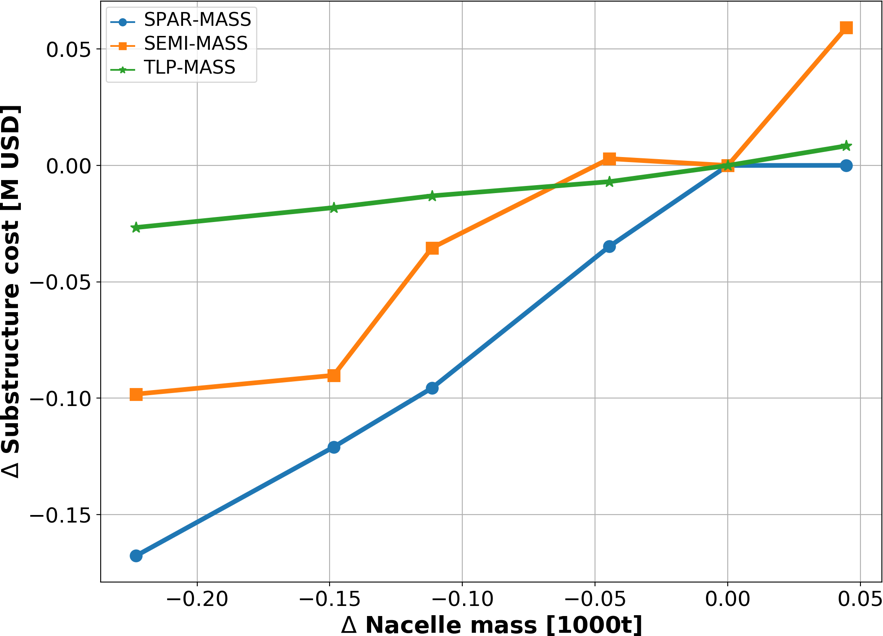 SPAR-MASS
SEMI-MASS
TLP-MASS
0.05
0.00
−0.05
−0.10
−0.15
Δ Substructure cost [M USD]
−0.20 −0.15 −0.10 −0.05 0.00 0.05
Δ Nacelle mass [1000t]